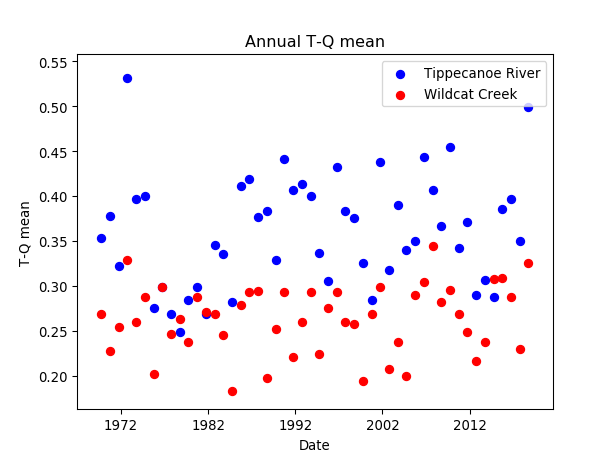 Annual T-Q mean
Tippecanoe River
Wildcat Creek
0.55
0.50
0.45
0.40
0.35
0.30
0.25
0.20
T-Q mean
1972 1982 1992 2002 2012
Date